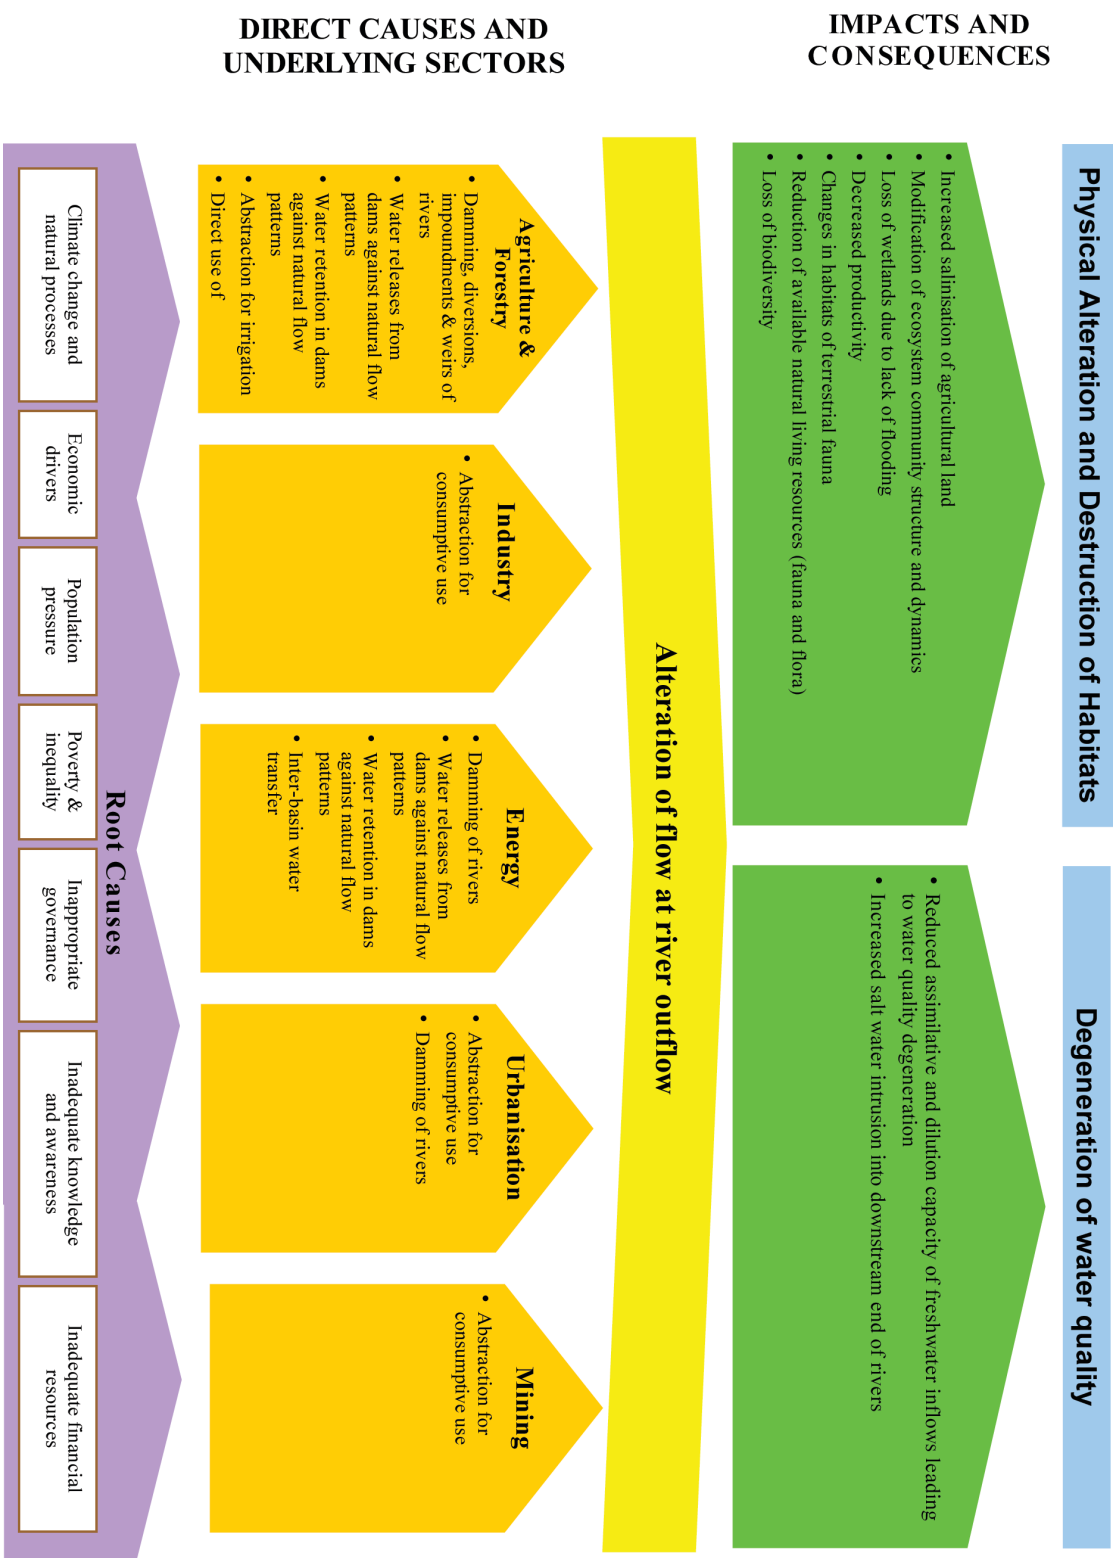 DIRECT CAUSES AND
UNDERLYING SECTORS
IMPACTS AND
CONSEQUENCES
Physical Alteration and Destruction of Habitats
Degeneration of water quality
• Increased salinisation of agricultural land
• Modification of ecosystem community structure and dynamics
• Loss of wetlands due to lack of flooding
• Decreased productivity
• Changes in habitats of terrestrial fauna
• Reduction of available natural living resources (fauna and flora)
• Loss of biodiversity
• Reduced assimilative and dilution capacity of freshwater inflows leading
to water quality degeneration
• Increased salt water intrusion into downstream end of rivers
Alteration of flow at river outflow
Agriculture &
Forestry
• Damming, diversions,
impoundments & weirs of
rivers
• Water releases from
dams against natural flow
patterns
• Water retention in dams
against natural flow
patterns
• Abstraction for irrigation
• Direct use of
Industry
• Abstraction for
consumptive use
Energy
• Damming of rivers
• Water releases from
dams against natural flow
patterns
• Water retention in dams
against natural flow
patterns
• Inter-basin water
transfer
Urbanisation
• Abstraction for
consumptive use
• Damming of rivers
Mining
• Abstraction for
consumptive use
Root Causes
Climate change and
natural processes
Economic
drivers
Population
pressure
Poverty &
inequality
Inappropriate
governance
Inadequate knowledge
and awareness
Inadequate financial
resources